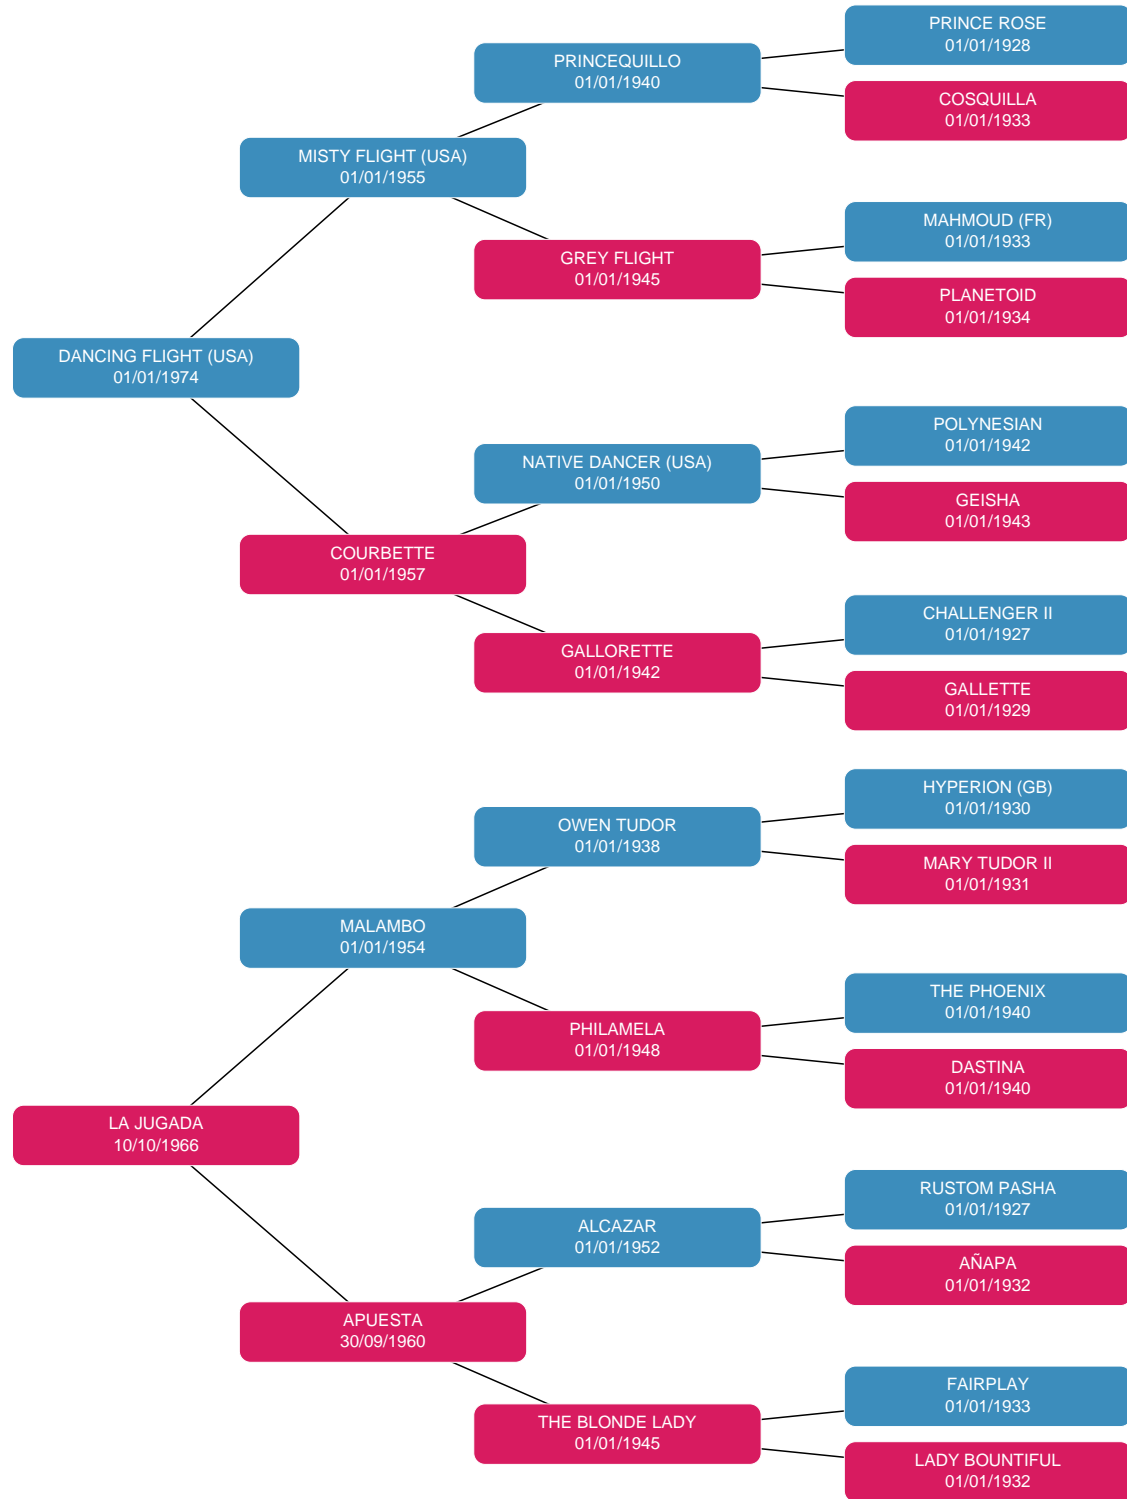 PRINCE ROSE
01/01/1928
PRINCEQUILLO
01/01/1940
COSQUILLA
01/01/1933
MISTY FLIGHT (USA)
01/01/1955
MAHMOUD (FR)
01/01/1933
GREY FLIGHT
01/01/1945
PLANETOID
01/01/1934
DANCING FLIGHT (USA)
01/01/1974
POLYNESIAN
01/01/1942
NATIVE DANCER (USA)
01/01/1950
GEISHA
01/01/1943
COURBETTE
01/01/1957
CHALLENGER II
01/01/1927
GALLORETTE
01/01/1942
GALLETTE
01/01/1929
HYPERION (GB)
01/01/1930
OWEN TUDOR
01/01/1938
MARY TUDOR II
01/01/1931
MALAMBO
01/01/1954
THE PHOENIX
01/01/1940
PHILAMELA
01/01/1948
DASTINA
01/01/1940
LA JUGADA
10/10/1966
RUSTOM PASHA
01/01/1927
ALCAZAR
01/01/1952
AÑAPA
01/01/1932
APUESTA
30/09/1960
FAIRPLAY
01/01/1933
THE BLONDE LADY
01/01/1945
LADY BOUNTIFUL
01/01/1932